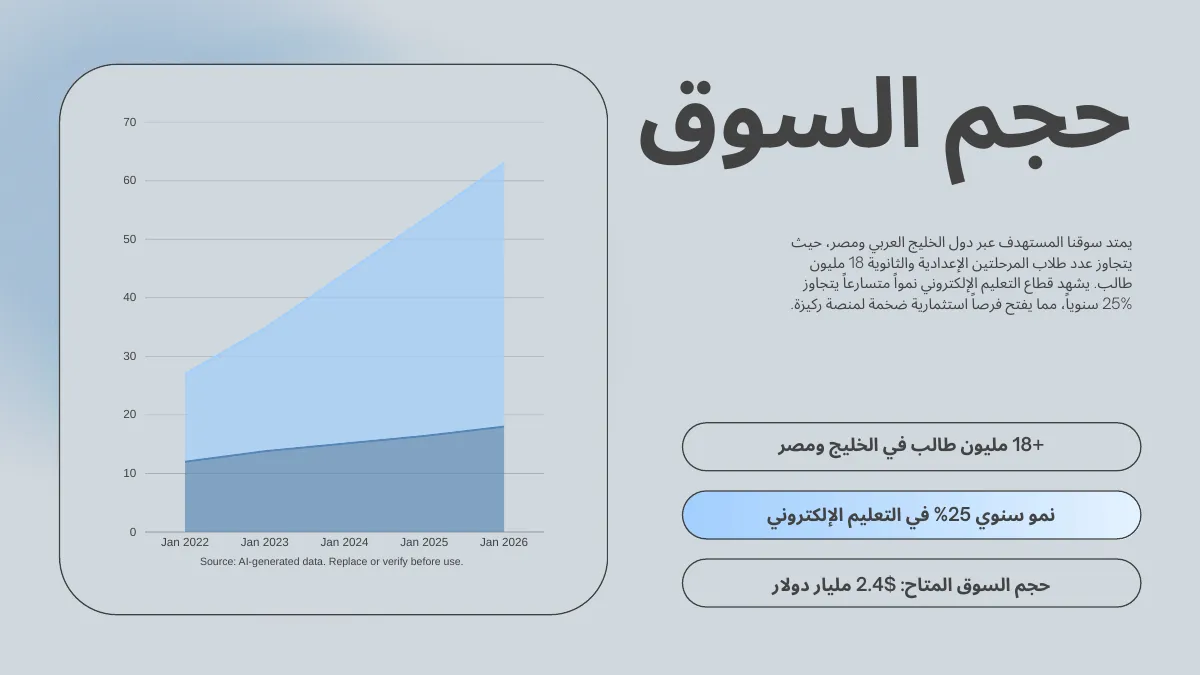 حجم السوق
يمتد سوقنا المستهدف عبر دول الخليج العربي ومصر، حيث
يتجاوز عدد طلاب المرحلتين الإعدادية والثانوية 18 مليون
طالب. يشهد قطاع التعليم الإلكتروني نمواً متسارعاً يتجاوز
25% سنوياً، مما يفتح فرصاً استثمارية ضخمة لمنصة ركيزة.
+18 مليون طالب في الخليج ومصر
نمو سنوي 25% في التعليم الإلكتروني
حجم السوق المتاح: $2.4 مليار دولار
70
60
50
40
30
20
10
0
Jan 2022 Jan 2023 Jan 2024 Jan 2025 Jan 2026
Source: AI-generated data. Replace or verify before use.